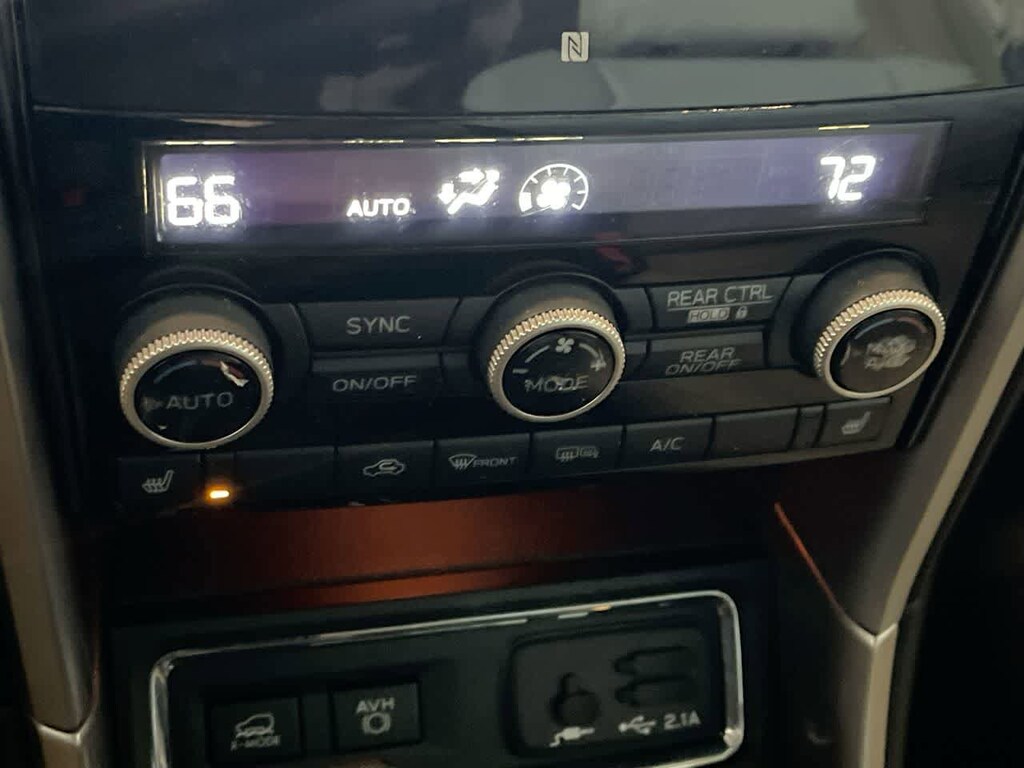 N
66 AUTO 72
SYNC
ON/OFF
AUTO
MODE
REAR CTRL
HOLD
REAR
ON/OFF
FRONT
A/C
X-MODE
AVH
2.1A